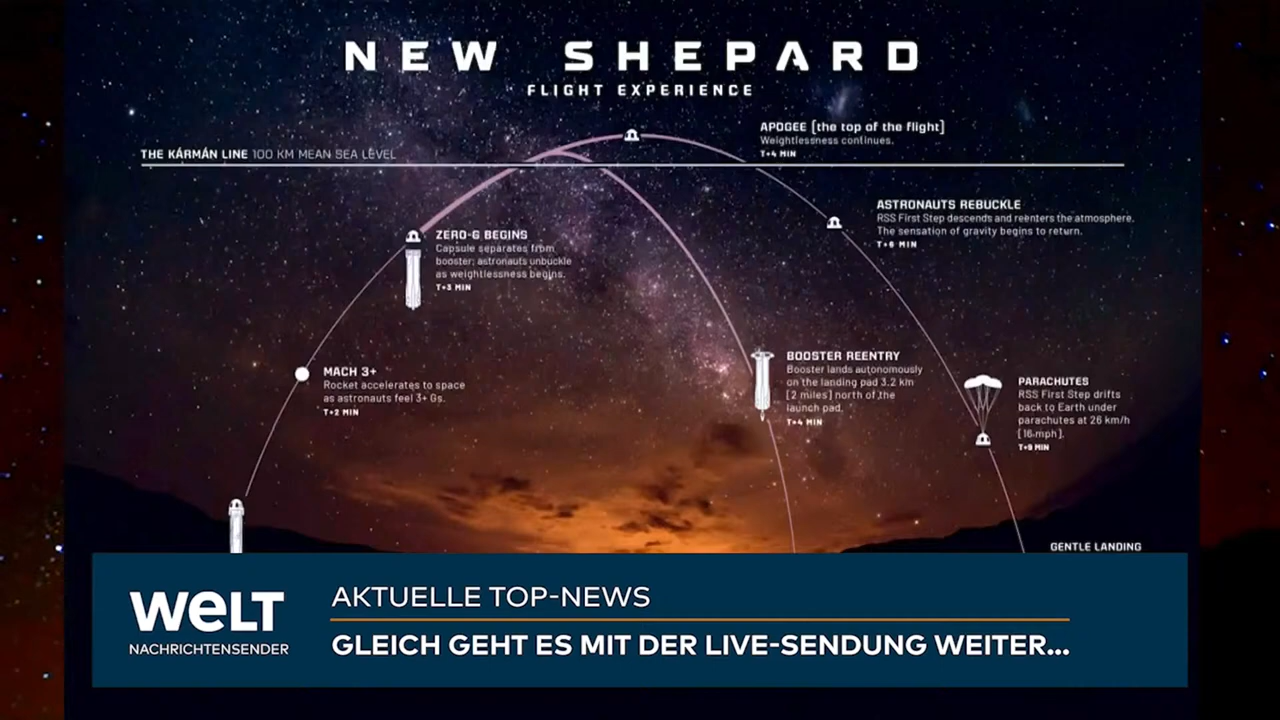 NEW SHEPARD
FLIGHT EXPERIENCE
APOGEE [the top of the flight]
Weightlessness continues.
T+4 MIN
THE KÁRMÁN LINE 100 KM MEAN SEA LEVEL
ASTRONAUTS REBUCKLE
RSS First Step descends and reenters the atmosphere.
The sensation of gravity begins to return.
T+6 MIN
ZERO-G BEGINS
Capsule separates from
booster; astronauts unbuckle
as weightlessness begins.
T+3 MIN
MACH 3+
Rocket accelerates to space
as astronauts feel 3+ Gs.
T+2 MIN
BOOSTER REENTRY
Booster lands autonomously
on the landing pad 3.2 km
[2 miles] north of the
launch pad.
T+4 MIN
PARACHUTES
RSS First Step drifts
back to Earth under
parachutes at 26 km/h
[16 mph].
T+9 MIN
GENTLE LANDING
WELT
NACHRICHTENSENDER
AKTUELLE TOP-NEWS
GLEICH GEHT ES MIT DER LIVE-SENDUNG WEITER...